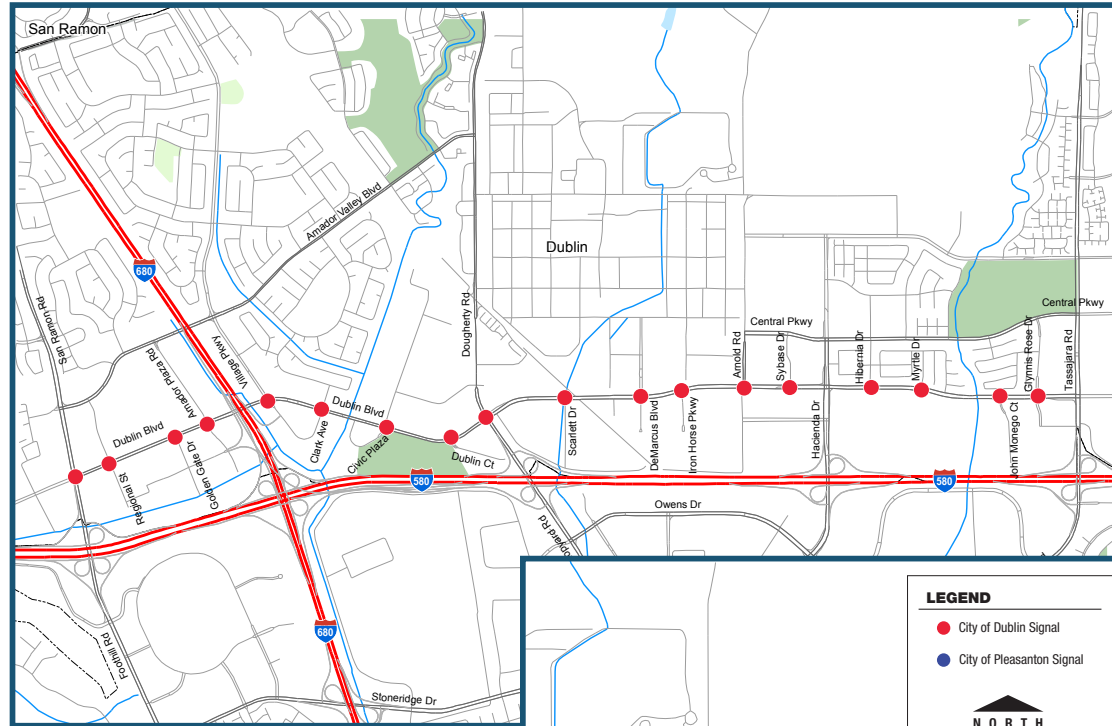 San Ramon
Amador Valley Blvd
Dublin
680
San Ramon Rd
Dougherty Rd
Central Pkwy
Central Pkwy
Village Pkwy
Amador Plaza Rd
Arnold Rd
Sybase Dr
Hibernia Dr
Myrtle Dr
Glynnis Rose Dr
Tassajara Rd
Dublin Blvd
Dublin Blvd
Clark Ave
Civic Plaza
Dublin Ct
Scarlett Dr
DeMarcus Blvd
Iron Horse Pkwy
Hacienda Dr
John Monego Ct
Regional St
Golden Gate Dr
580
580
Owens Dr
opyard Rd
680
Foothill Rd
Stoneridge Dr
LEGEND
City of Dublin Signal
City of Pleasanton Signal
NORTH